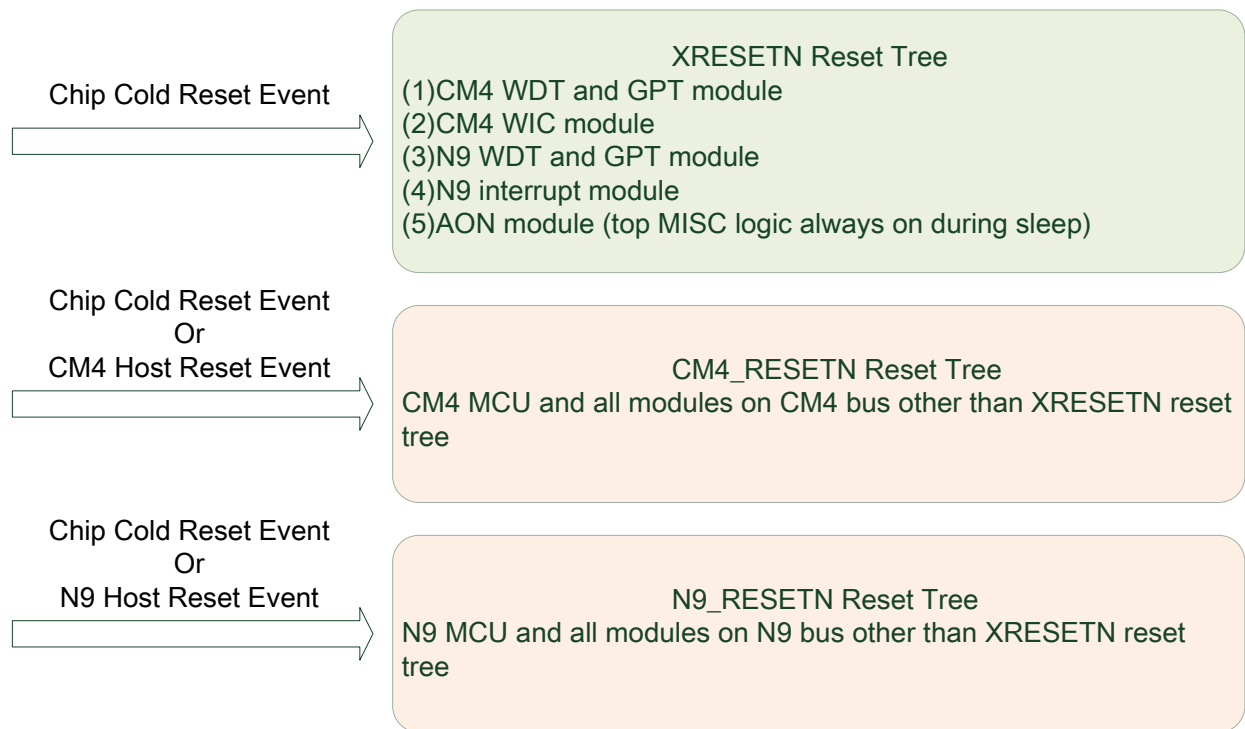 Chip Cold Reset Event
XRESETN Reset Tree
(1)CM4 WDT and GPT module
(2)CM4 WIC module
(3)N9 WDT and GPT module
(4)N9 interrupt module
(5)AON module (top MISC logic always on during sleep)
Chip Cold Reset Event
Or
CM4 Host Reset Event
CM4_RESETN Reset Tree
CM4 MCU and all modules on CM4 bus other than XRESETN reset
tree
Chip Cold Reset Event
Or
N9 Host Reset Event
N9_RESETN Reset Tree
N9 MCU and all modules on N9 bus other than XRESETN reset
tree